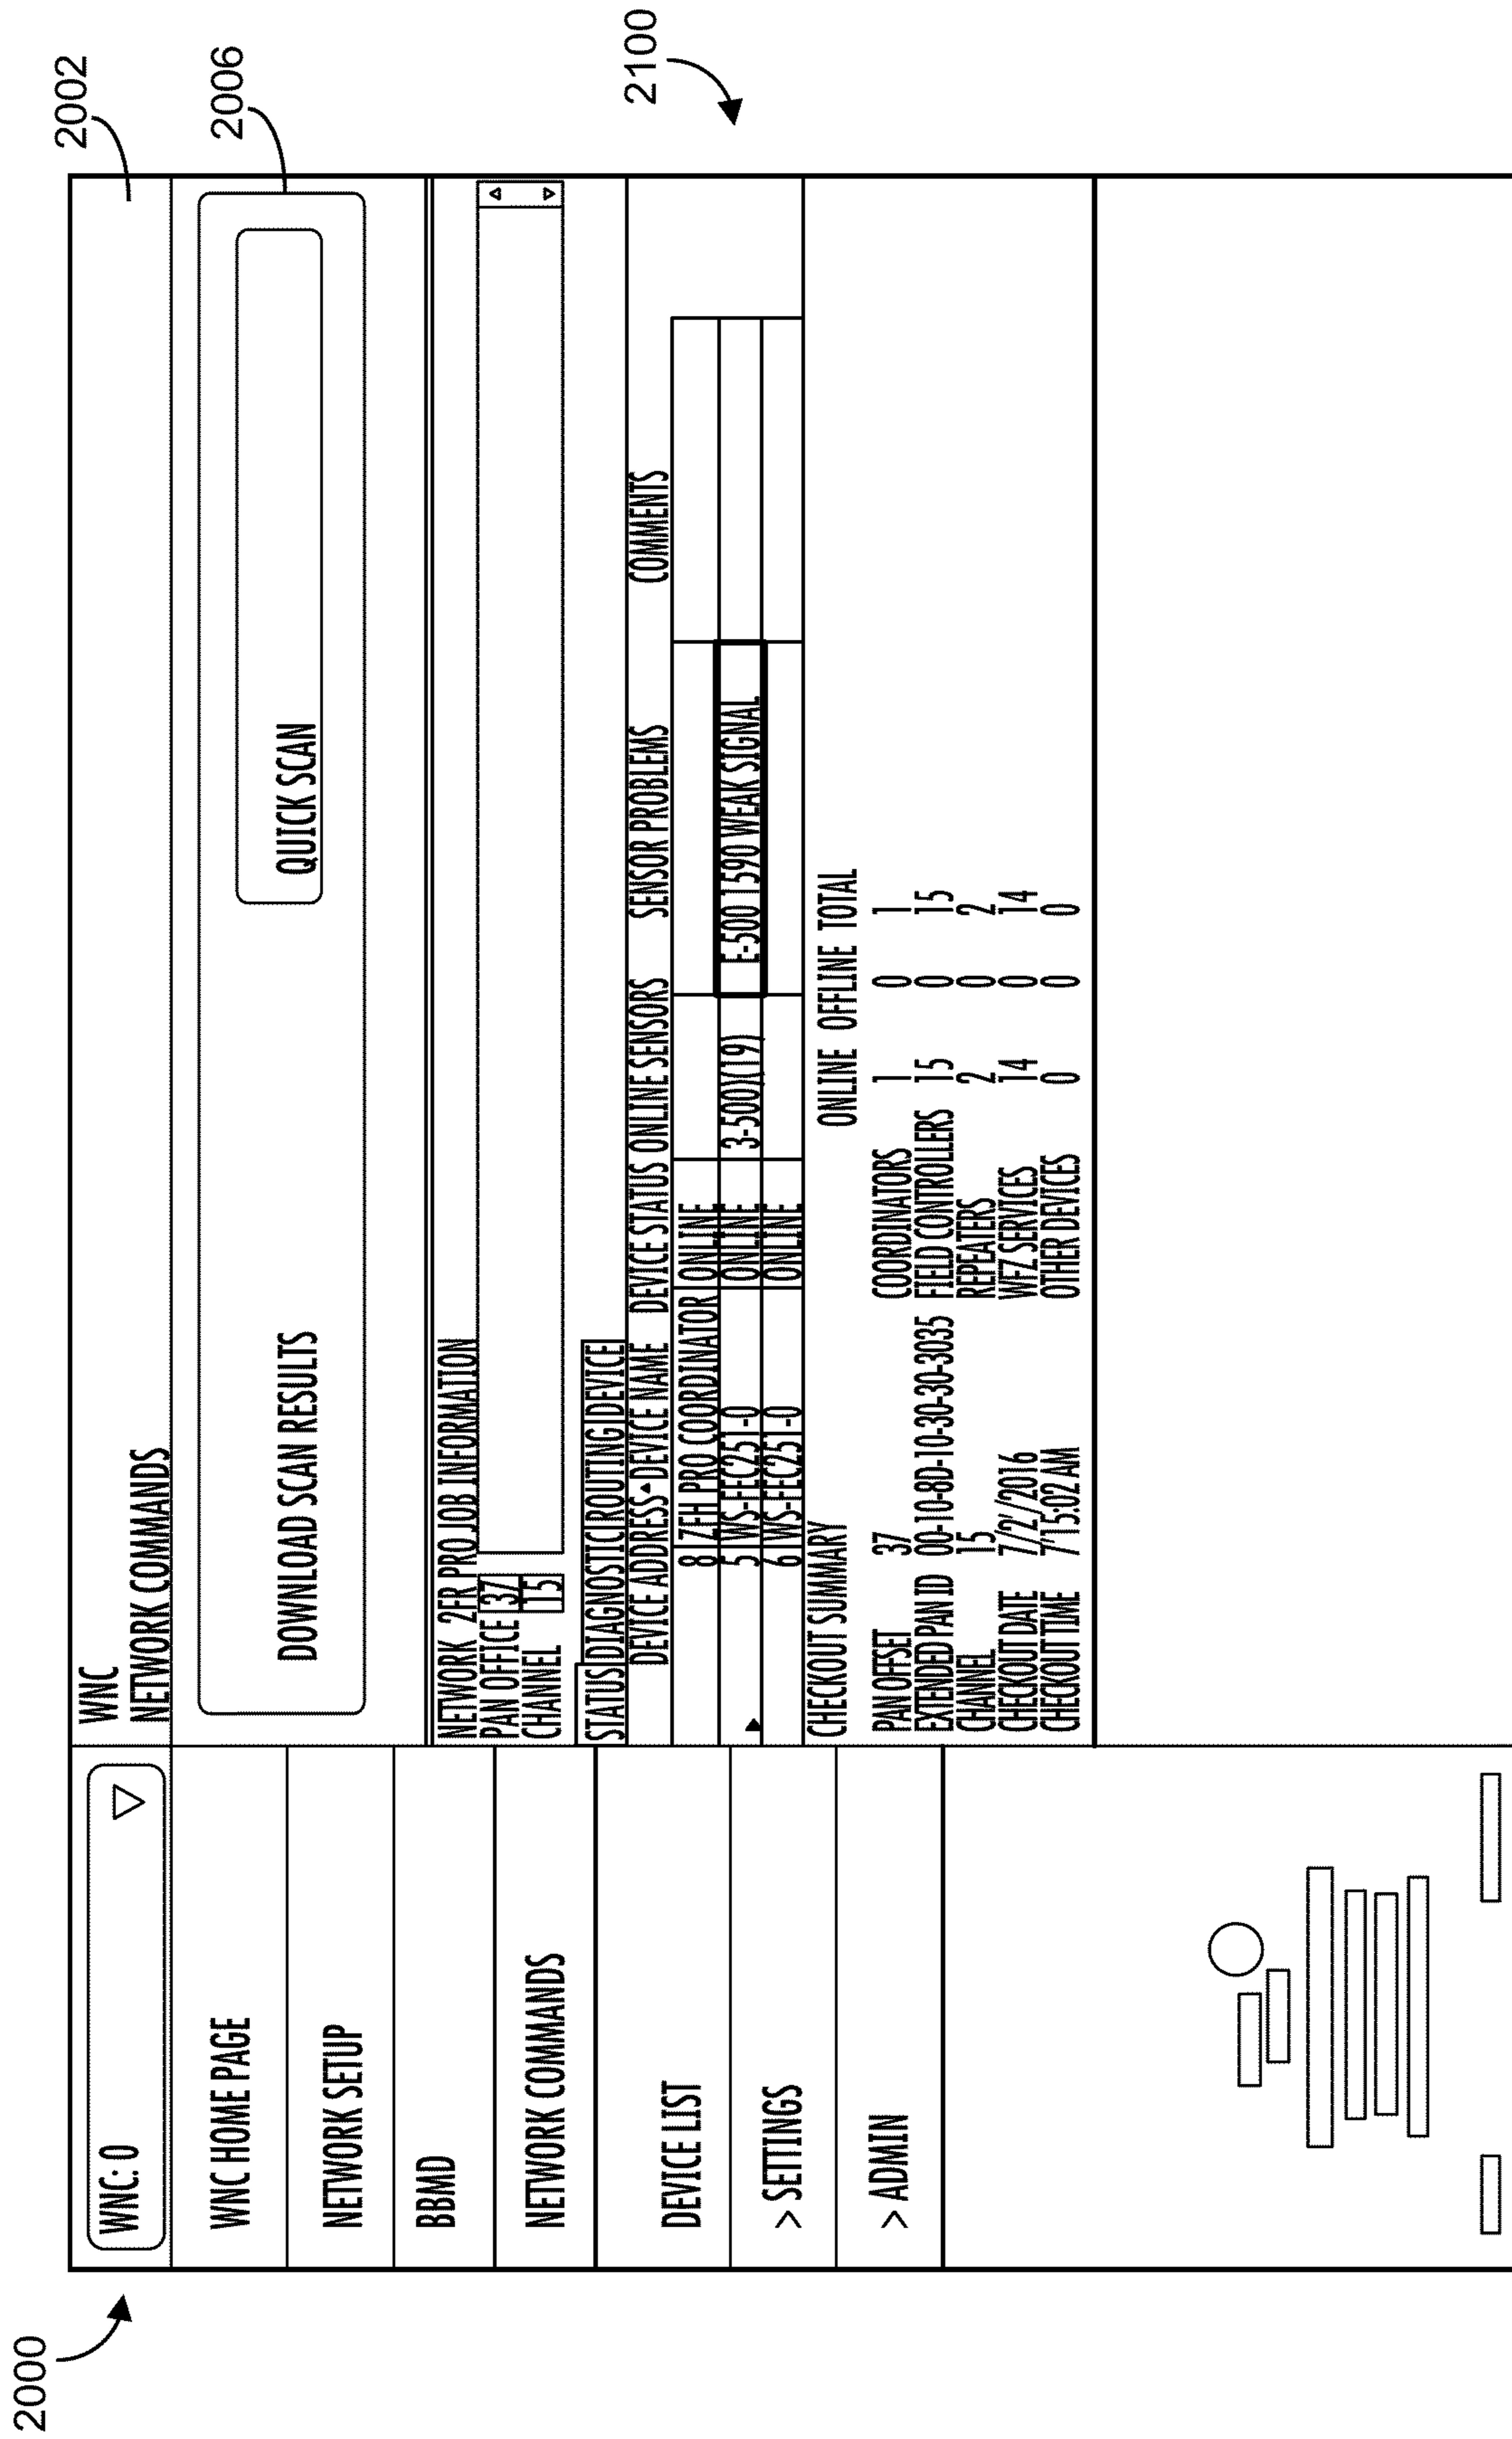 2000
2002
2006
2100
WNC: 0
WNC HOME PAGE
NETWORK SETUP
BBMD
NETWORK COMMANDS
DEVICE LIST
> SETTINGS
> ADMIN
WNC
NETWORK COMMANDS
DOWNLOAD SCAN RESULTS
QUICK SCAN
NETWORK 2FR PRO JOB INFORMATION
PAN OFFICE 37
CHANNEL 15
STATUS DIAGNOSTIC ROUTING DEVICE
DEVICE ADDRESS DEVICE NAME DEVICE STATUS ONLINE SENSORS SENSOR PROBLEMS COMMENTS
8 ZFH PRO COORDINATOR ONLINE
5 WS-FEC251-0 ONLINE 3-500)(19) E-500 1590 WEAK SIGNAL
6 WS-FEC251-0 ONLINE
CHECKOUT SUMMARY
ONLINE OFFLINE TOTAL
PAN OFFSET 37 COORDINATORS 1 0 1
EXTENDED PAN ID 00-10-8D-10-30-30-3035 FIELD CONTROLLERS 15 0 15
CHANNEL 15 REPEATERS 2 0 2
CHECKOUT DATE 7/2'/2016 WFZ SERVICES 14 0 14
CHECKOUT TIME 7'15:02 AM OTHER DEVICES 0 0 0